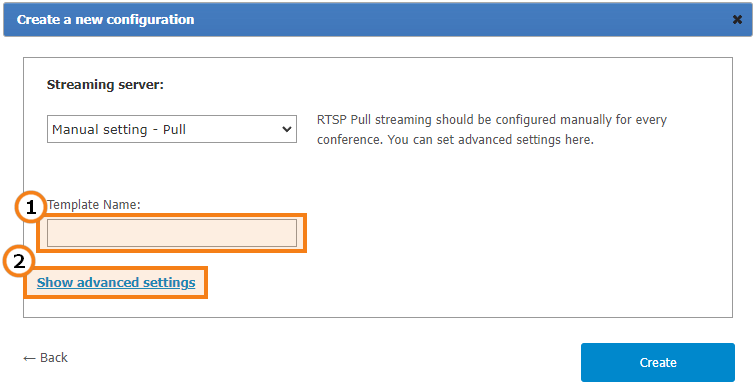 Create a new configuration
✖
Streaming server:
Manual setting - Pull
RTSP Pull streaming should be configured manually for every
conference. You can set advanced settings here.
1
Template Name:
2
Show advanced settings
← Back
Create